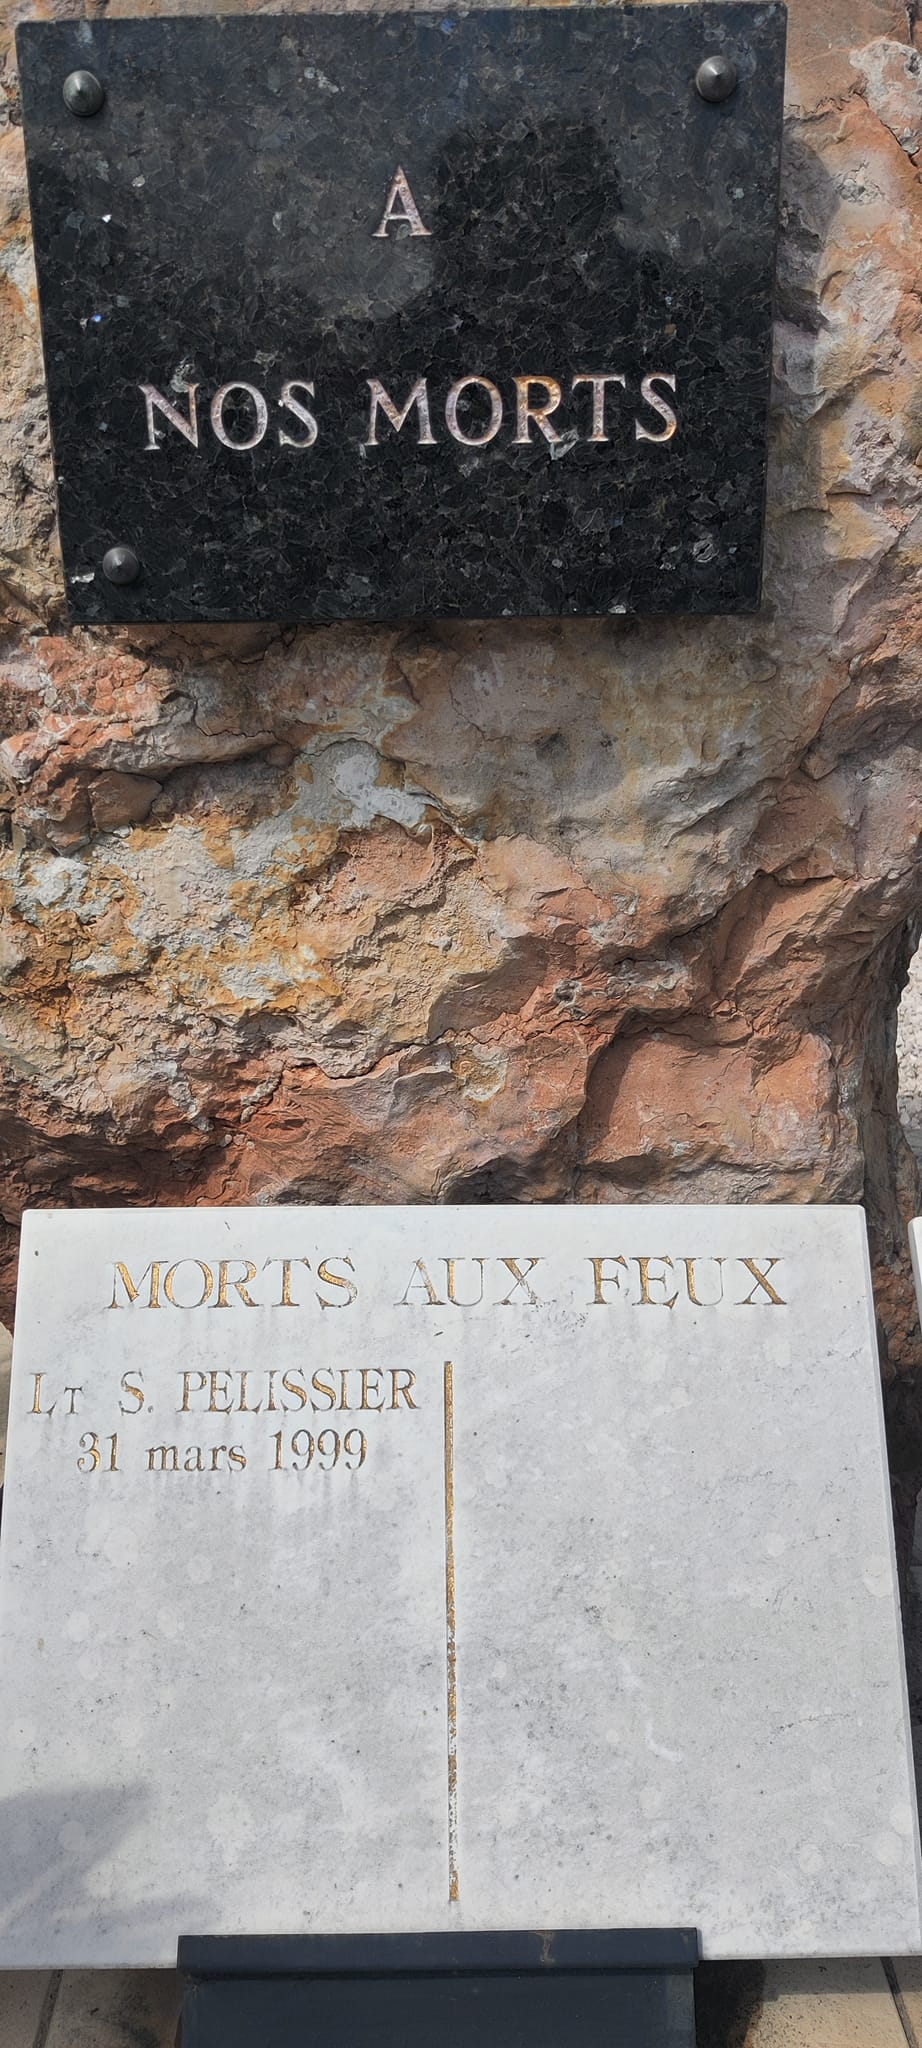 A
NOS MORTS
MORTS AUX FEUX
LT S. PELISSIER
31 mars 1999